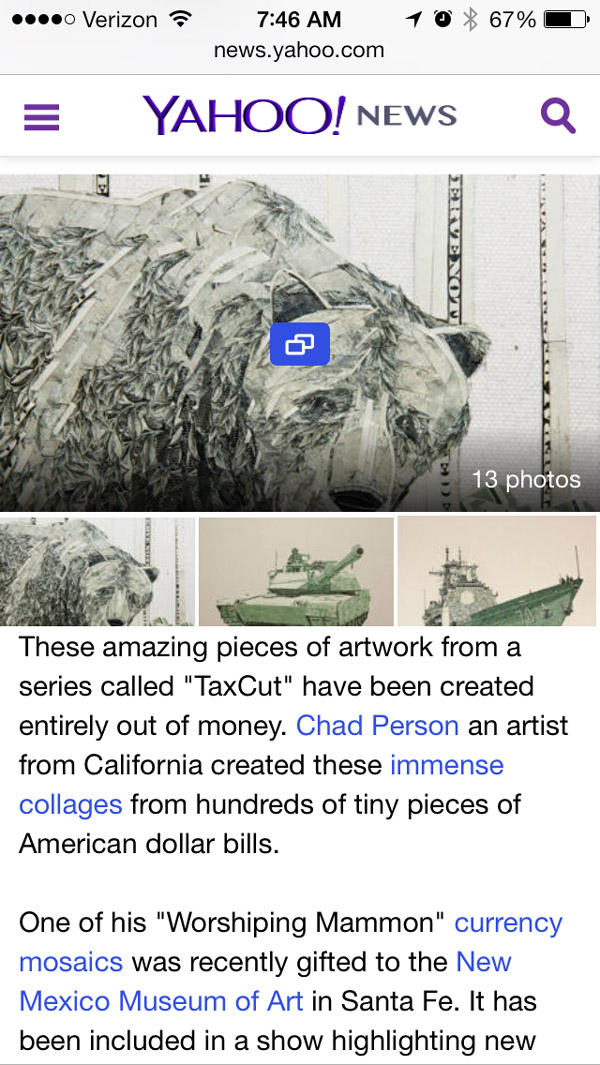 Verizon 7:46 AM 67%
news.yahoo.com
YAHOO! NEWS
13 photos
These amazing pieces of artwork from a
series called "TaxCut" have been created
entirely out of money. Chad Person an artist
from California created these immense
collages from hundreds of tiny pieces of
American dollar bills.
One of his "Worshiping Mammon" currency
mosaics was recently gifted to the New
Mexico Museum of Art in Santa Fe. It has
been included in a show highlighting new